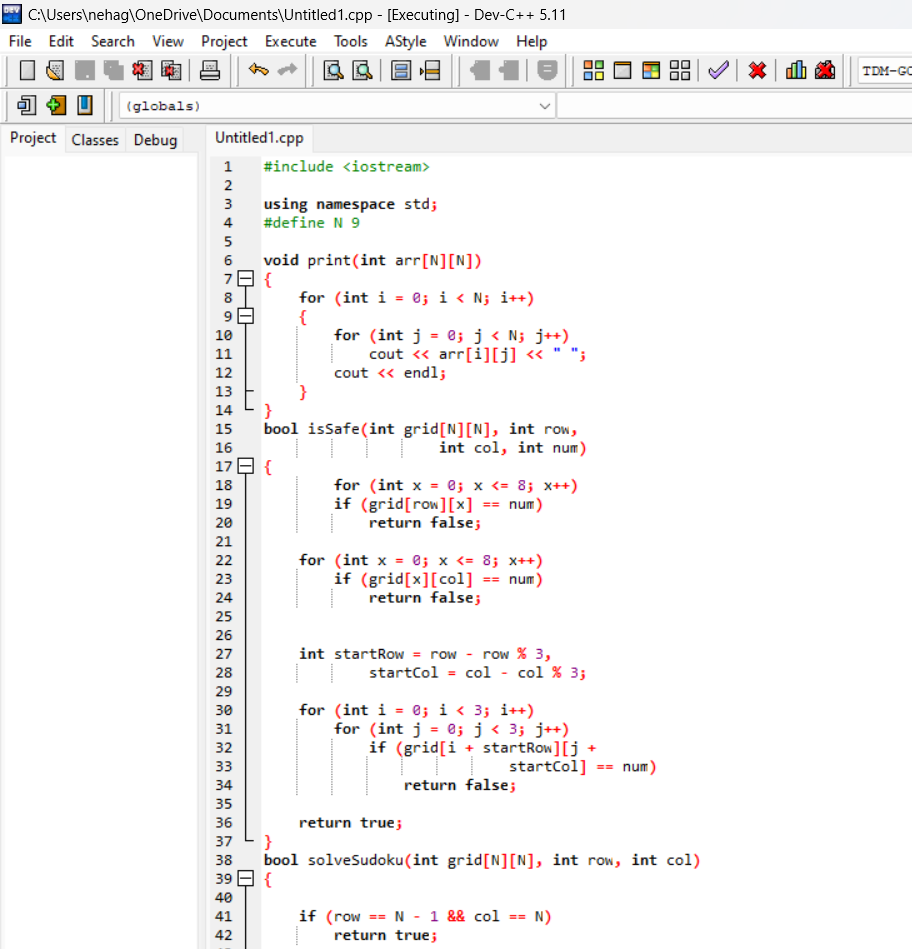 C:\Users\nehag\OneDrive\Documents\Untitled1.cpp - [Executing] - Dev-C++ 5.11
File Edit Search View Project Execute Tools AStyle Window Help
TDM-GC
(globals)
Project Classes Debug Untitled1.cpp
1 #include <iostream>
2
3 using namespace std;
4 #define N 9
5
6 void print(int arr[N][N])
7 {
8     for (int i = 0; i < N; i++)
9     {
10         for (int j = 0; j < N; j++)
11             cout << arr[i][j] << " ";
12         cout << endl;
13     }
14 }
15 bool isSafe(int grid[N][N], int row,
16                     int col, int num)
17 {
18         for (int x = 0; x <= 8; x++)
19         if (grid[row][x] == num)
20             return false;
21
22     for (int x = 0; x <= 8; x++)
23         if (grid[x][col] == num)
24             return false;
25
26
27     int startRow = row - row % 3,
28             startCol = col - col % 3;
29
30     for (int i = 0; i < 3; i++)
31         for (int j = 0; j < 3; j++)
32             if (grid[i + startRow][j +
33                             startCol] == num)
34                 return false;
35
36     return true;
37 }
38 bool solveSudoku(int grid[N][N], int row, int col)
39 {
40
41     if (row == N - 1 && col == N)
42         return true;